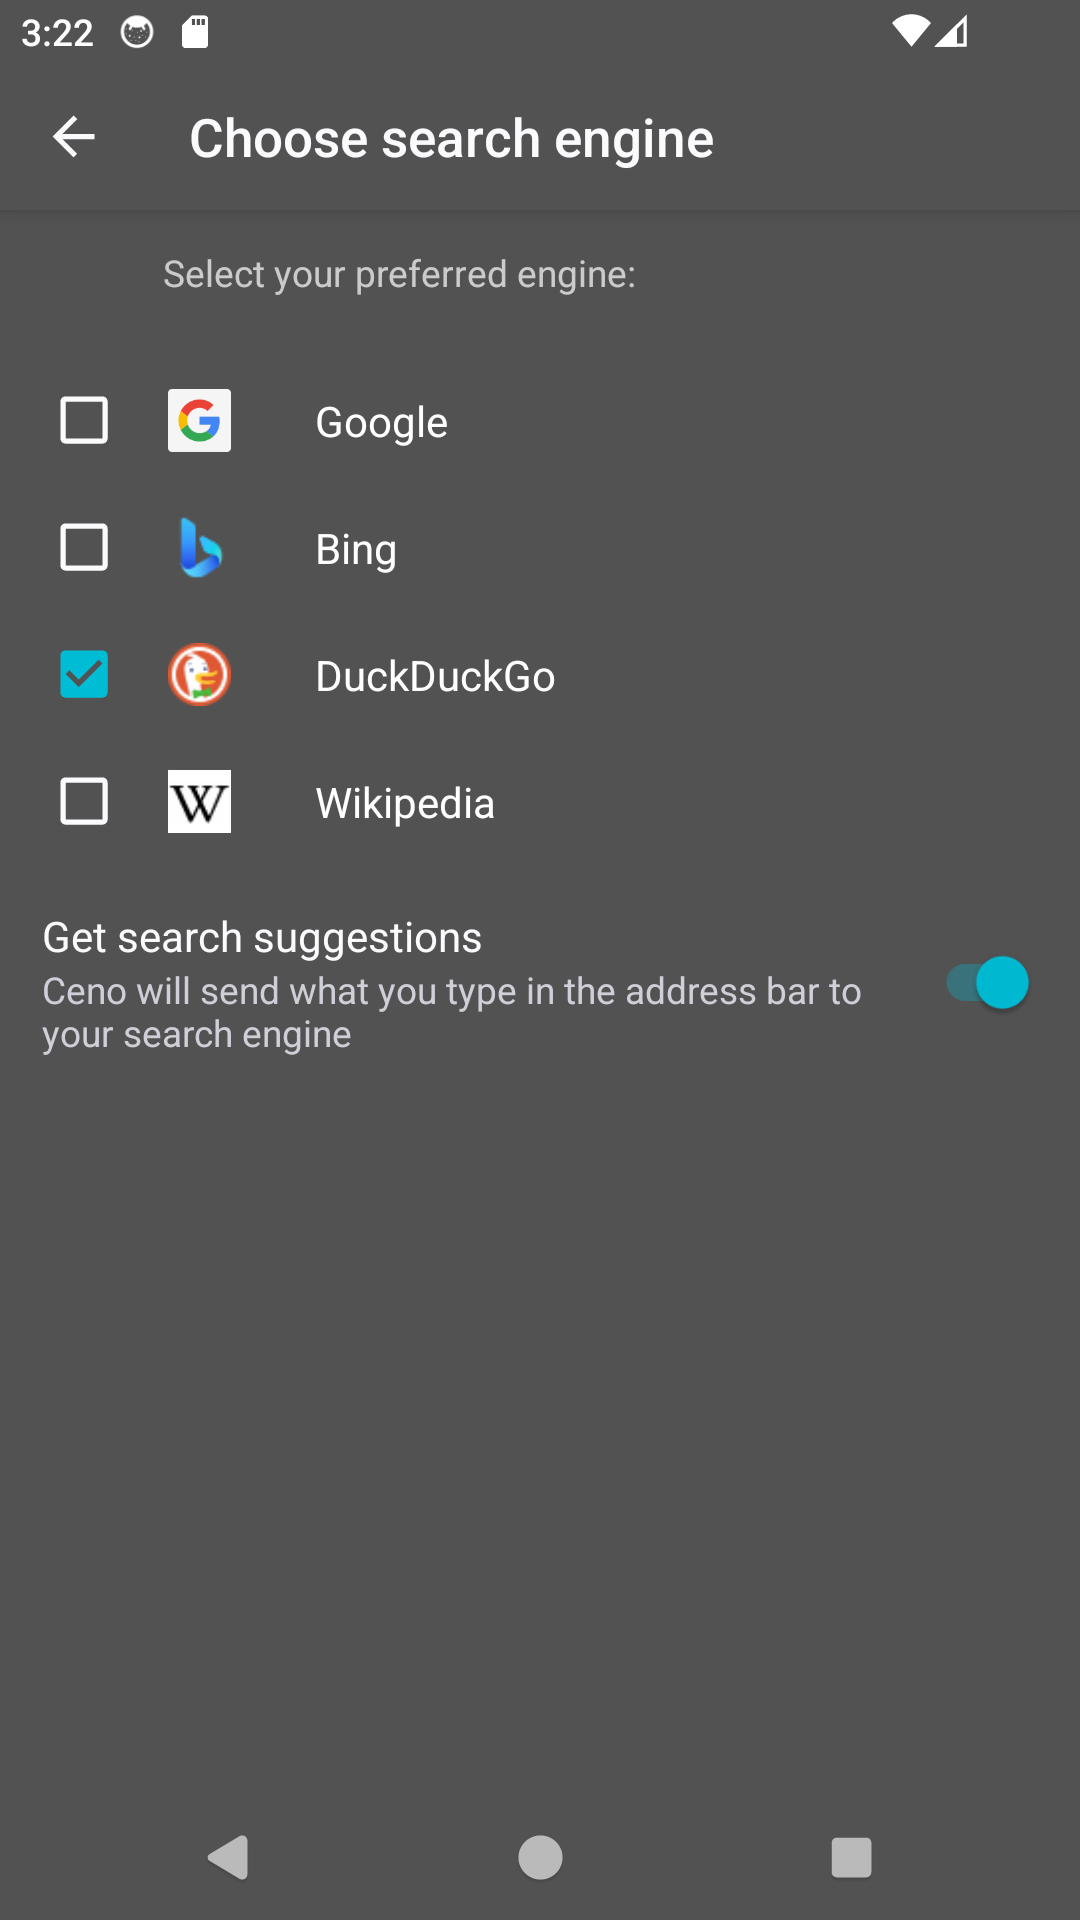 3:22
Choose search engine
Select your preferred engine:
Google
Bing
DuckDuckGo
W
Wikipedia
Get search suggestions
Ceno will send what you type in the address bar to
your search engine